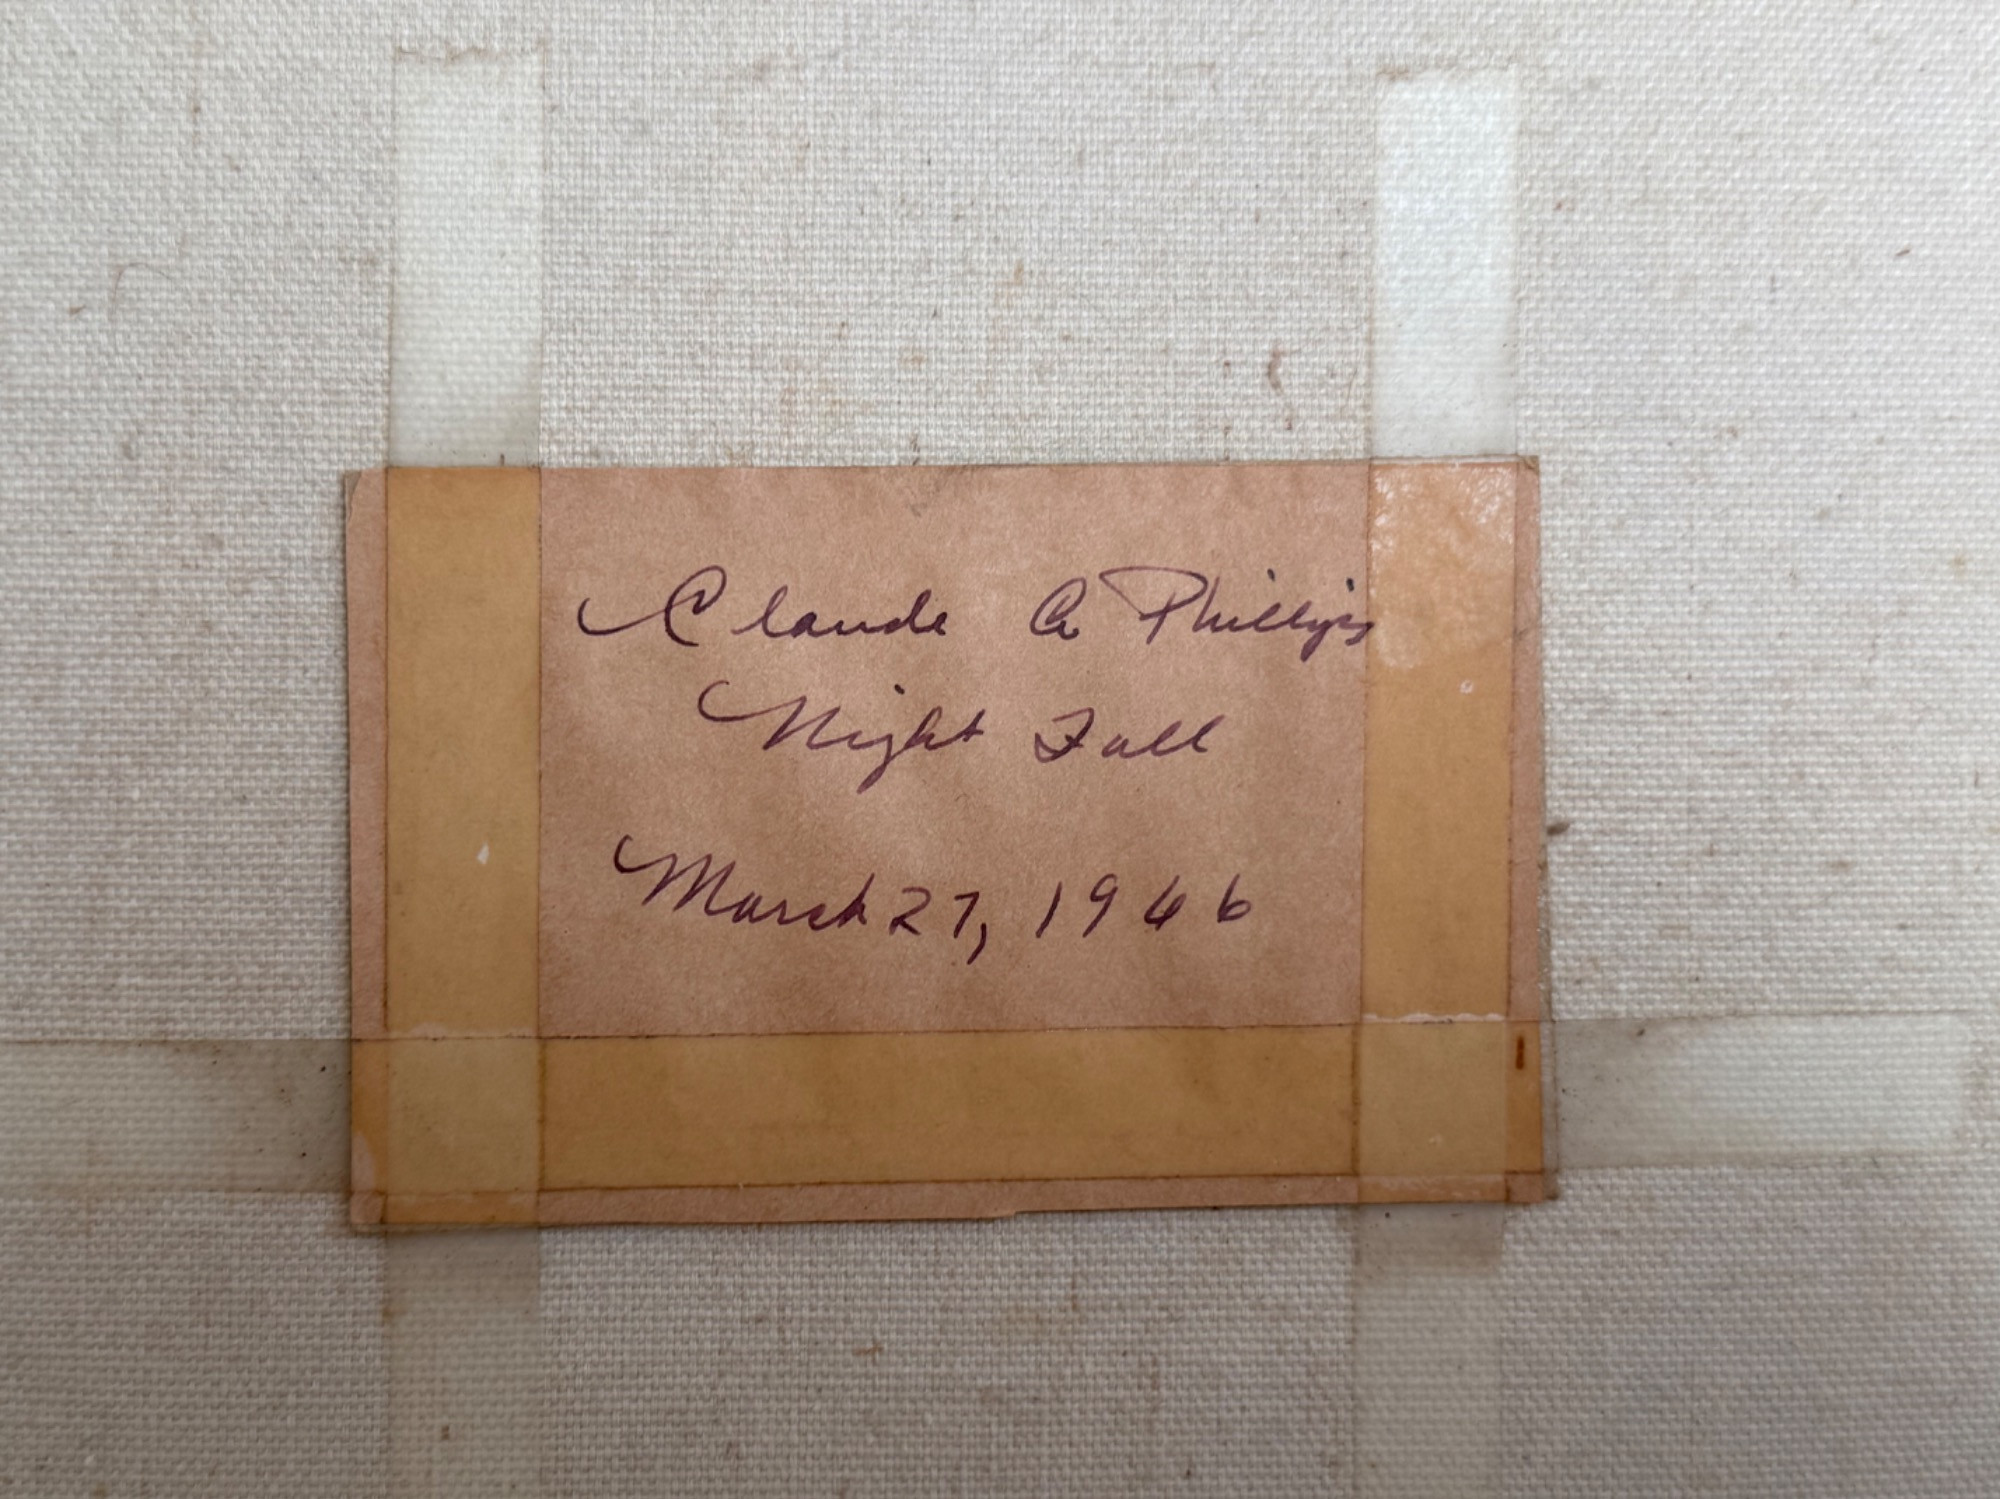 Claude A Phillips
Night Fall
March 27, 1946